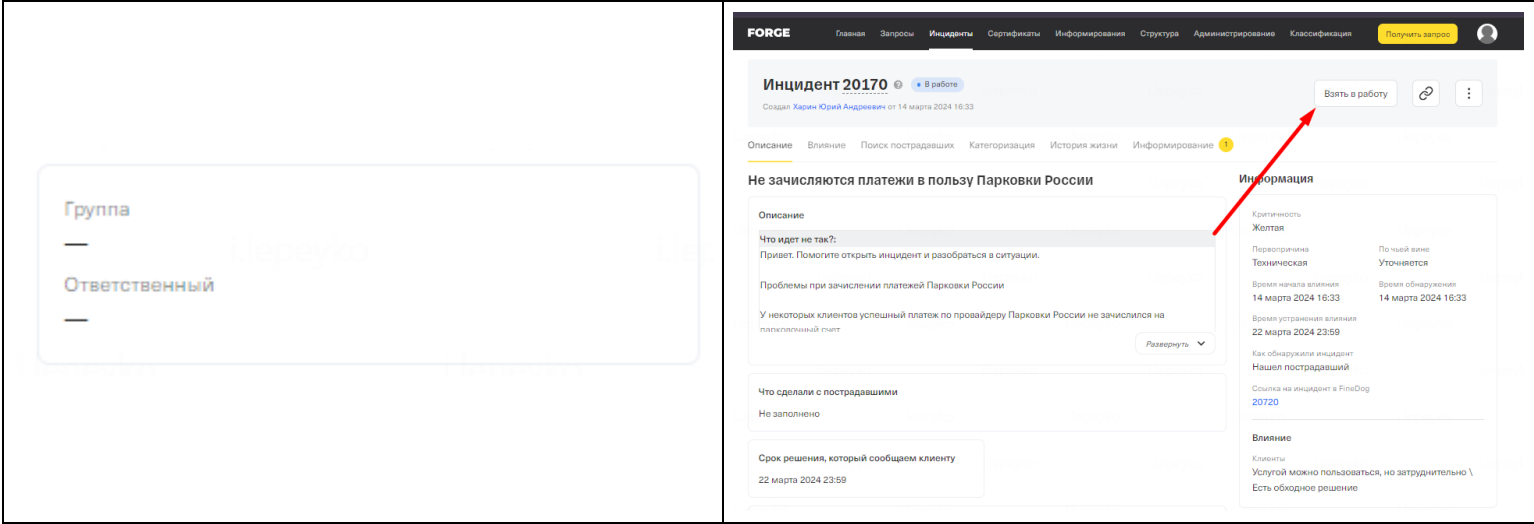 Группа
—
Ответственный
—
FORGE
Главная Запросы Инциденты Сертификаты Информирования Структура Администрирование Классификация Получить запрос
Инцидент 20170 В работе
Создал Харин Юрий Андреевич от 14 марта 2024 16:33
Взять в работу
Описание Влияние Поиск пострадавших Категоризация История жизни Информирование 1
Не зачисляются платежи в пользу Парковки России
Описание
Что идет не так?:
Привет. Помогите открыть инцидент и разобраться в ситуации.
Проблемы при зачислении платежей Парковки России
У некоторых клиентов успешный платеж по провайдеру Парковки России не зачислился на
парковочный счет
Развернуть
Что сделали с пострадавшими
Не заполнено
Срок решения, который сообщаем клиенту
22 марта 2024 23:59
Информация
Критичность
Желтая
Первопричина По чьей вине
Техническая Уточняется
Время начала влияния Время обнаружения
14 марта 2024 16:33 14 марта 2024 16:33
Время устранения влияния
22 марта 2024 23:59
Как обнаружили инцидент
Нашел пострадавший
Ссылка на инцидент в FineDog
20720
Влияние
Клиенты
Услугой можно пользоваться, но затруднительно \
Есть обходное решение